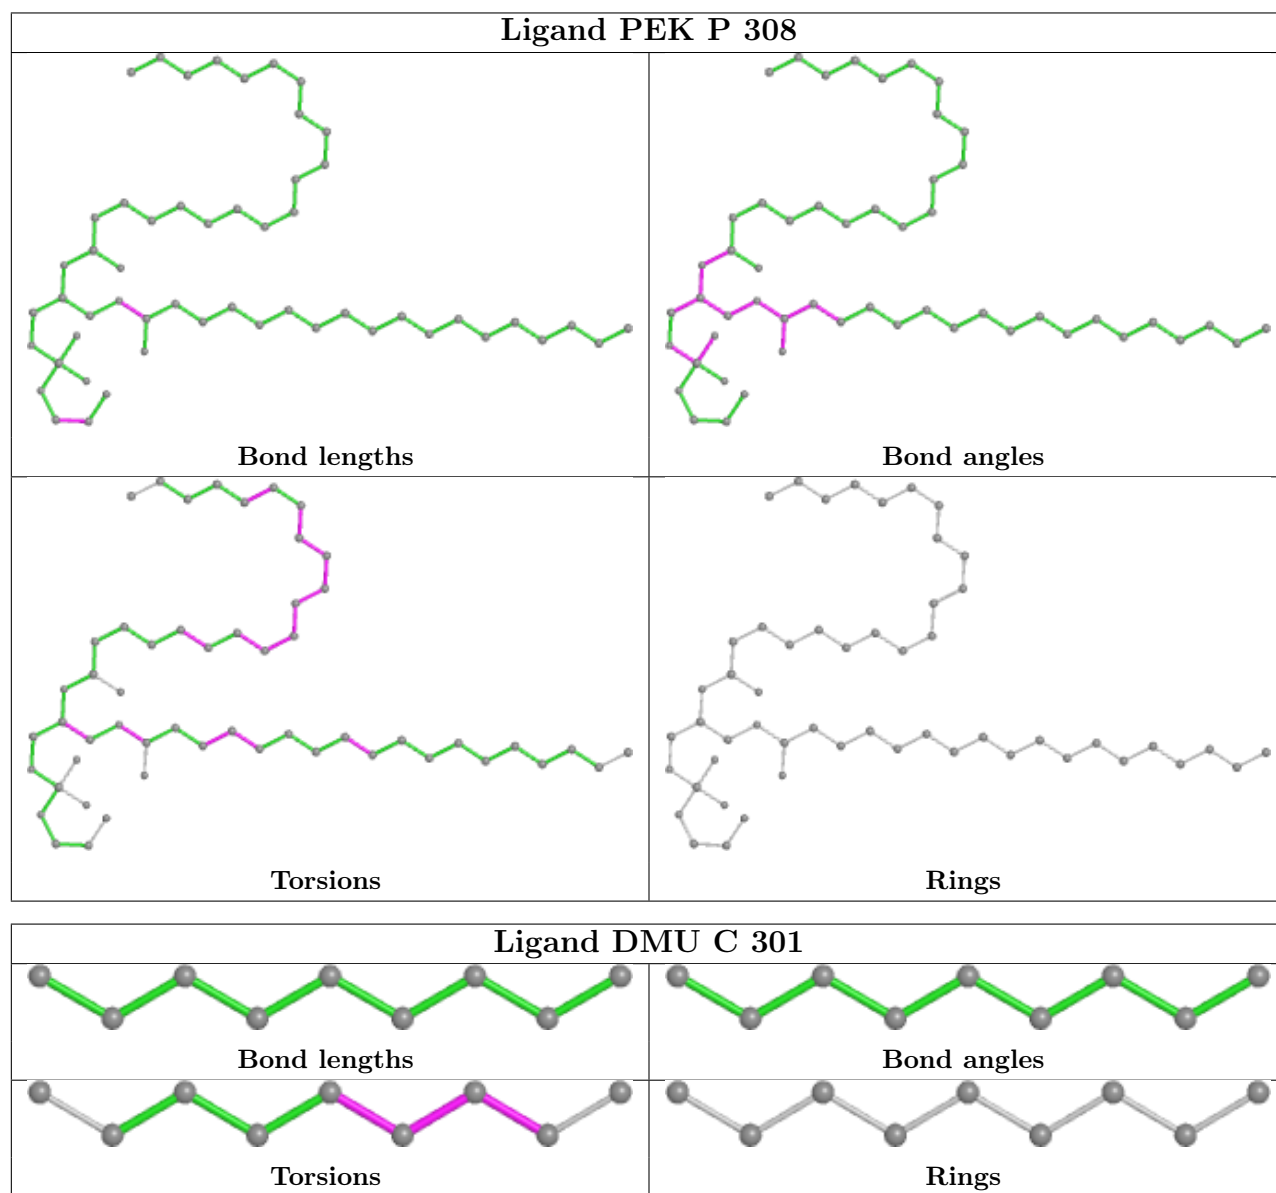 Ligand PEK P 308
Bond lengths
Bond angles
Torsions
Rings
Ligand DMU C 301
Bond lengths
Bond angles
Torsions
Rings